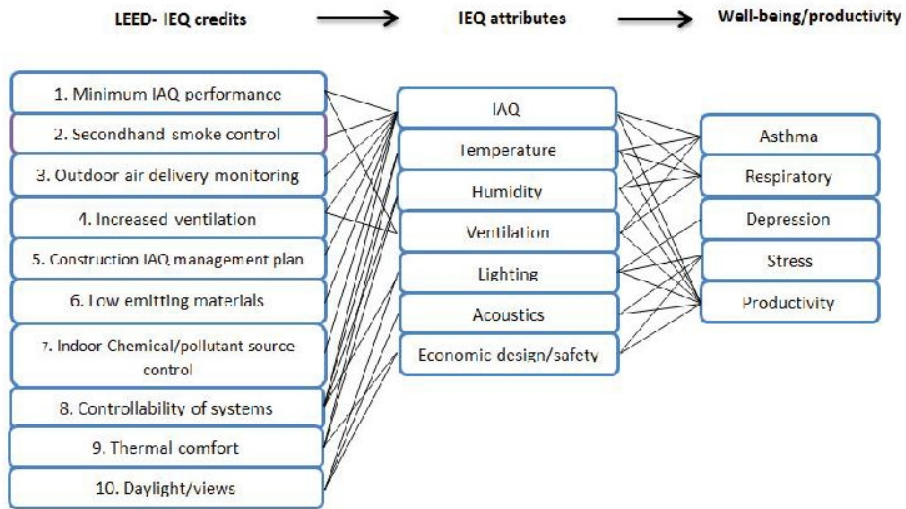 LEED- IEQ credits
IEQ attributes
Well-being/productivity
1. Minimum IAQ performance
2. Secondhand smoke control
3. Outdoor air delivery monitoring
4. Increased ventilation
5. Construction IAQ management plan
6. Low emitting materials
7. Indoor Chemical/pollutant source
control
8. Controllability of systems
9. Thermal comfort
10. Daylight/views
IAQ
Temperature
Humidity
Ventilation
Lighting
Acoustics
Economic design/safety
Asthma
Respiratory
Depression
Stress
Productivity